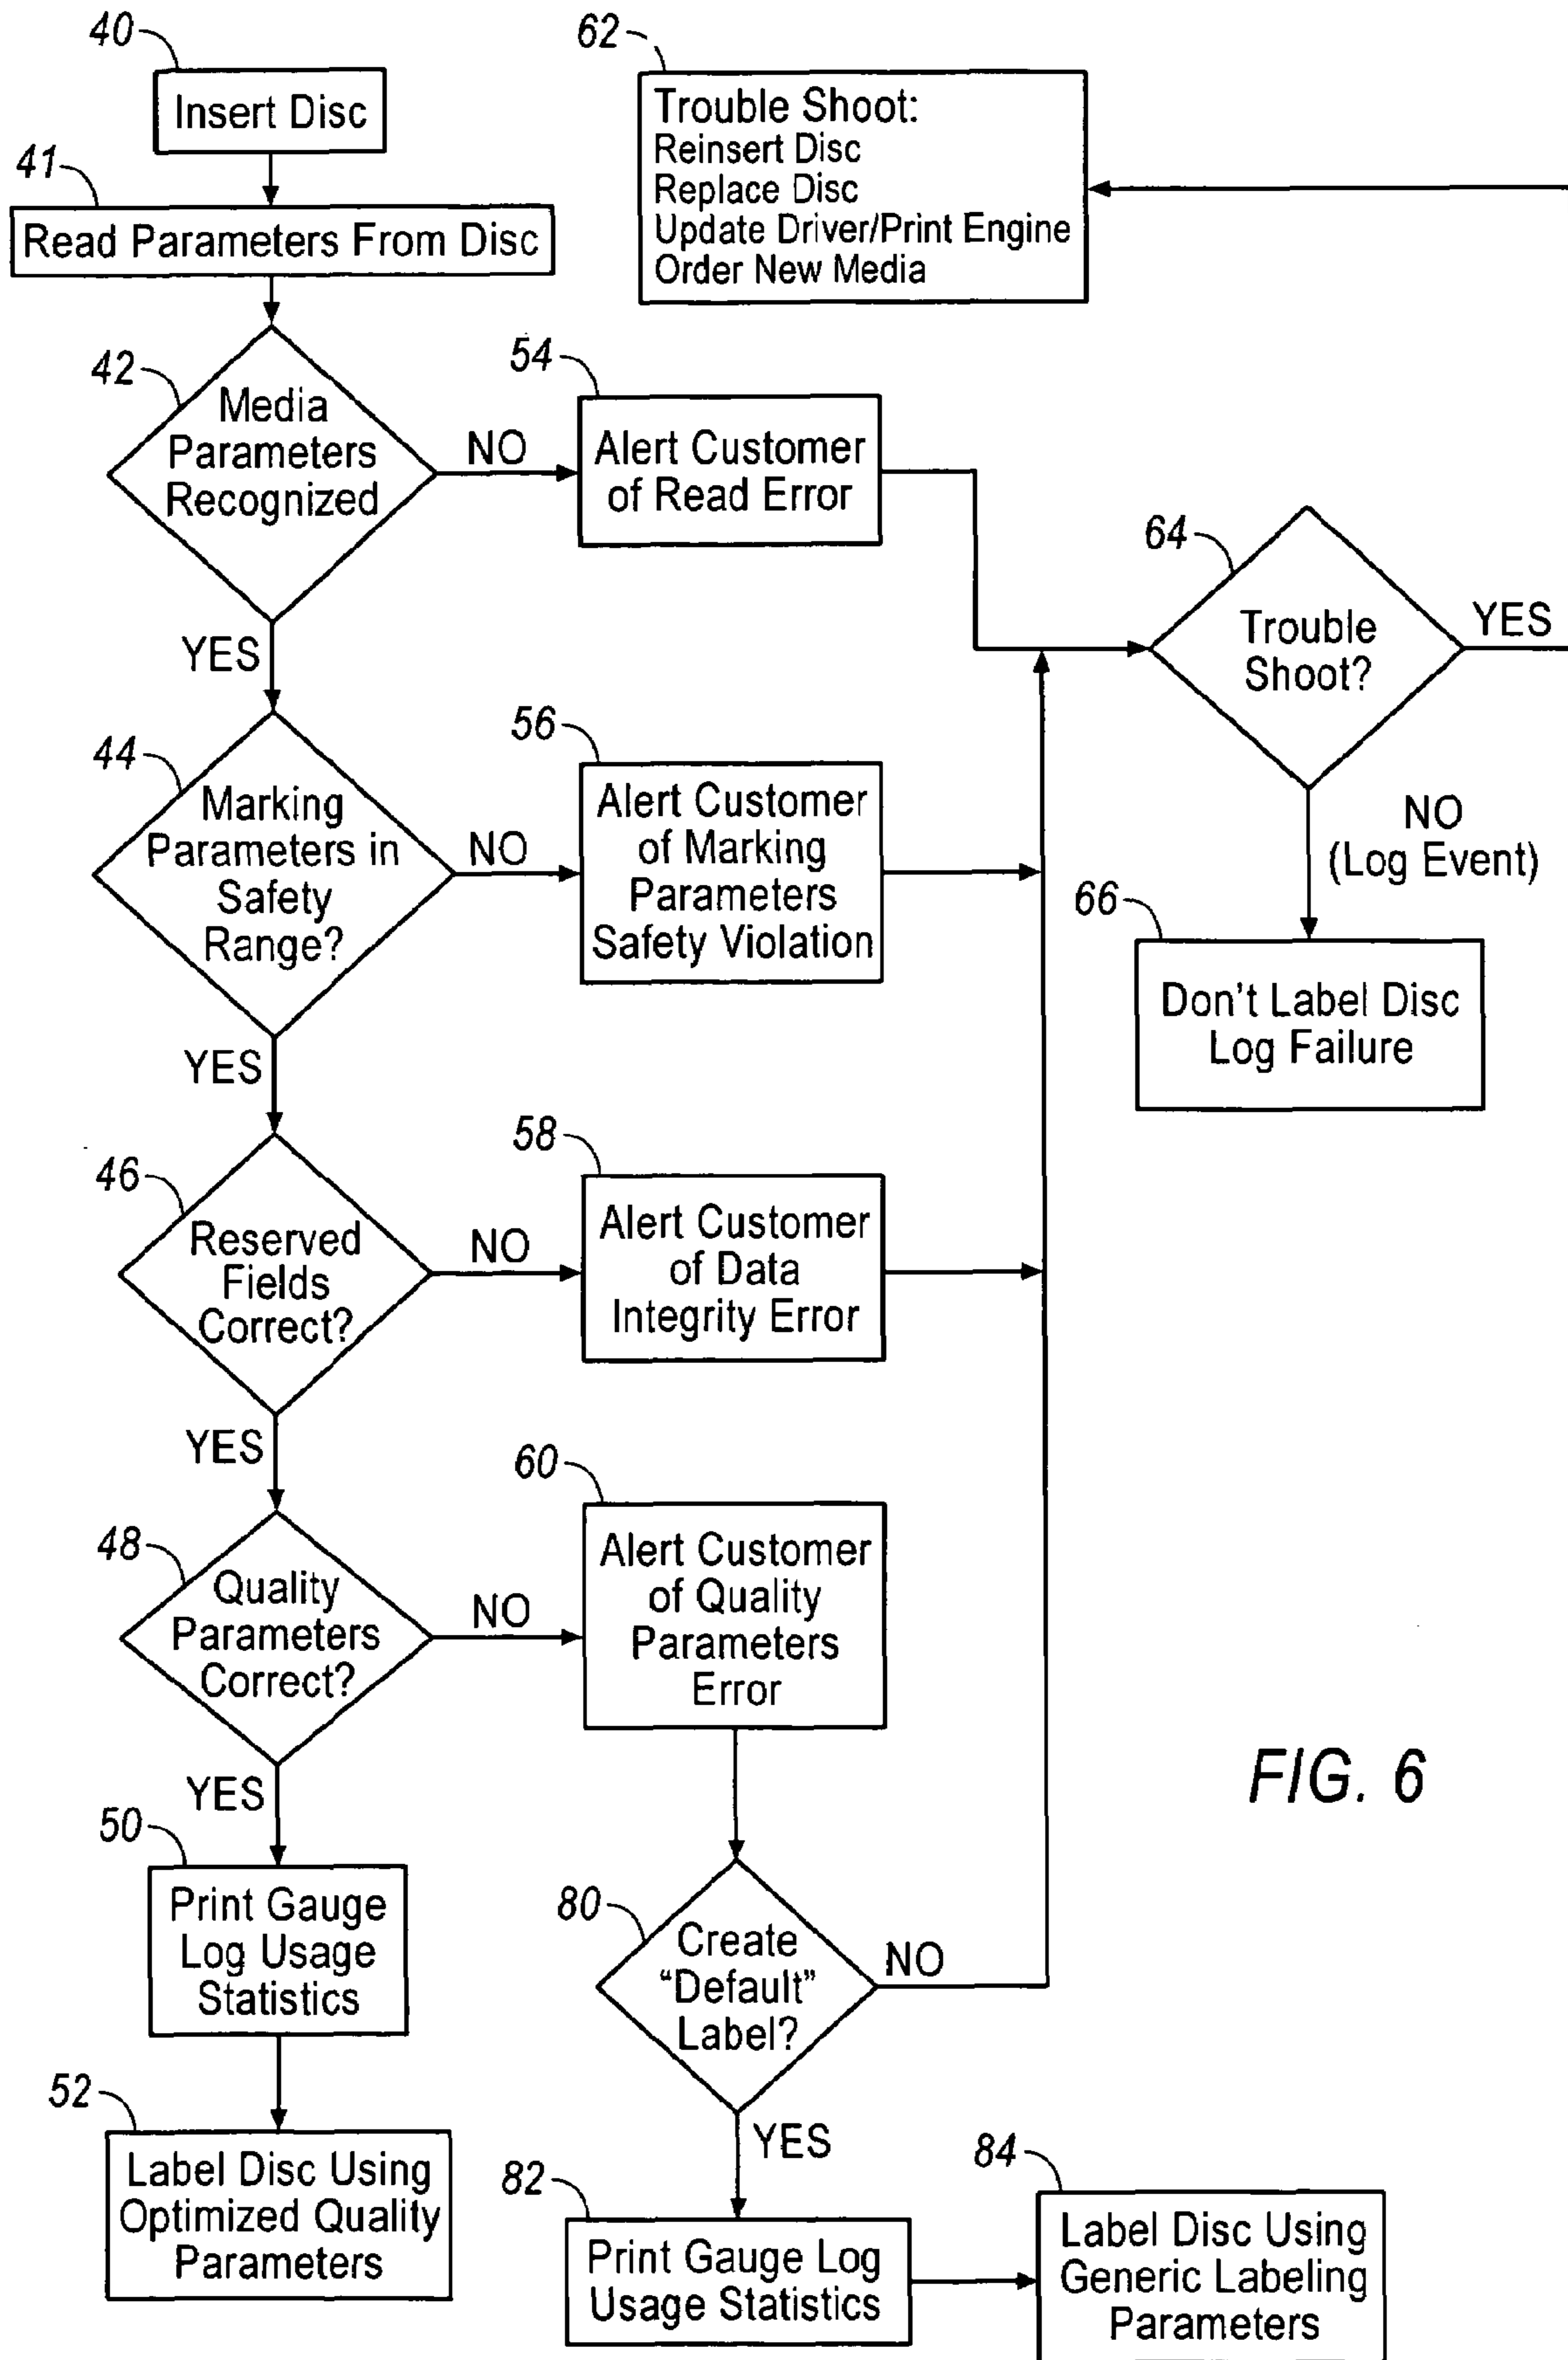 40
Insert Disc
41
Read Parameters From Disc
42
Media
Parameters
Recognized
NO
YES
54
Alert Customer
of Read Error
62
Trouble Shoot:
Reinsert Disc
Replace Disc
Update Driver/Print Engine
Order New Media
64
Trouble
Shoot?
YES
NO
(Log Event)
66
Don't Label Disc
Log Failure
44
Marking
Parameters in
Safety
Range?
NO
YES
56
Alert Customer
of Marking
Parameters
Safety Violation
46
Reserved
Fields
Correct?
NO
YES
58
Alert Customer
of Data
Integrity Error
48
Quality
Parameters
Correct?
NO
YES
60
Alert Customer
of Quality
Parameters
Error
50
Print Gauge
Log Usage
Statistics
52
Label Disc Using
Optimized Quality
Parameters
80
Create
“Default”
Label?
NO
YES
82
Print Gauge Log
Usage Statistics
84
Label Disc Using
Generic Labeling
Parameters
FIG. 6